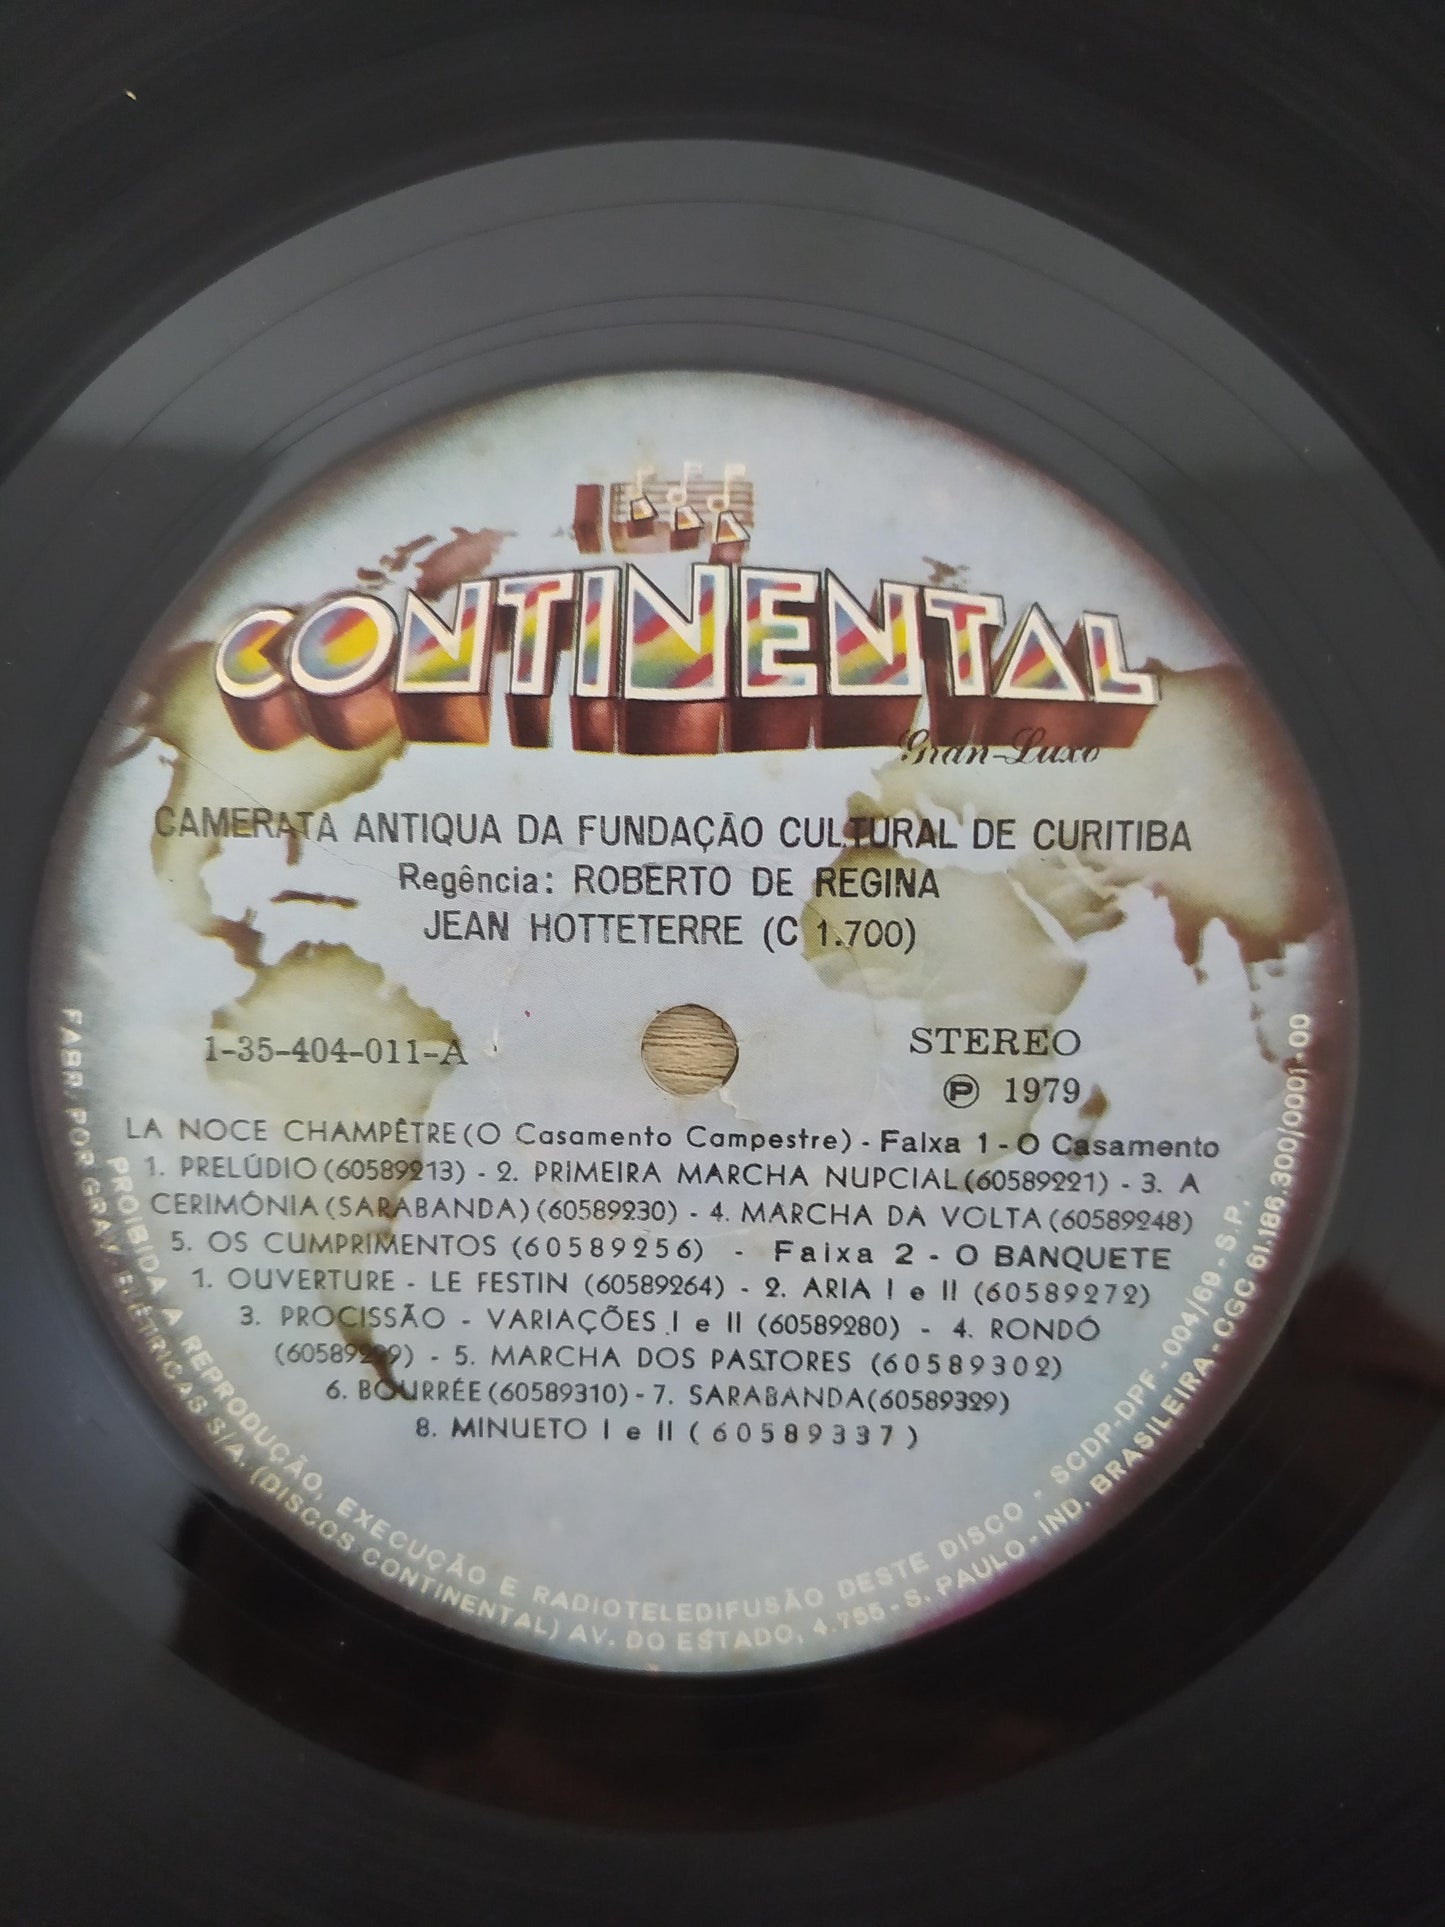 CONTINENTAL
Gran-Luxo
CAMERATA ANTIQUA DA FUNDAÇÃO CULTURAL DE CURITIBA
Regência: ROBERTO DE REGINA
JEAN HOTTETERRE (C 1.700)
1-35-404-011-A
STEREO
Ⓟ 1979
LA NOCE CHAMPÊTRE (O Casamento Campestre) - Faixa 1 - O Casamento
1. PRELÚDIO (60589213) - 2. PRIMEIRA MARCHA NUPCIAL (60589221) - 3. A
CERIMÔNIA (SARABANDA) (60589230) - 4. MARCHA DA VOLTA (60589248)
5. OS CUMPRIMENTOS (60589256) - Faixa 2 - O BANQUETE
1. OUVERTURE - LE FESTIN (60589264) - 2. ARIA I e II (60589272)
3. PROCISSÃO - VARIAÇÕES I e II (60589280) - 4. RONDÓ
(60589299) - 5. MARCHA DOS PASTORES (60589302)
6. BOURRÉE (60589310) - 7. SARABANDA (60589329)
8. MINUETO I e II (60589337)
PROIBIDA A REPRODUÇÃO, EXECUÇÃO E RADIOTELEDIFUSÃO DESTE DISCO - SCDP-DPF - 004/69 - S.P.
FABR. POR GRAV. ELÉTRICAS S/A. (DISCOS CONTINENTAL) AV. DO ESTADO, 4.755 - S. PAULO - IND. BRASILEIRA - CGC 61.186.300/0001-00